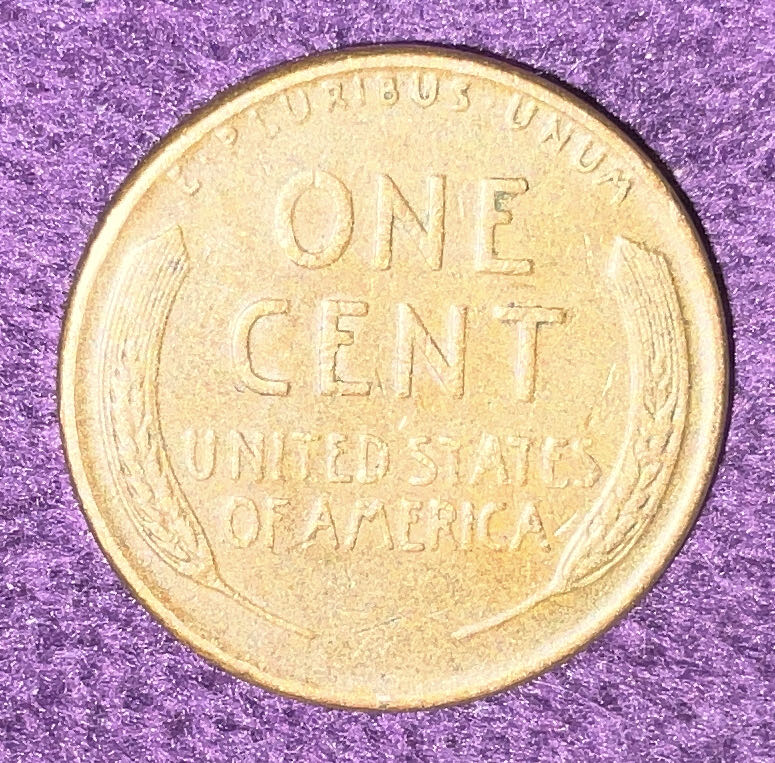 E·PLURIBUS·UNUM
ONE
CENT
UNITED STATES
OF AMERICA